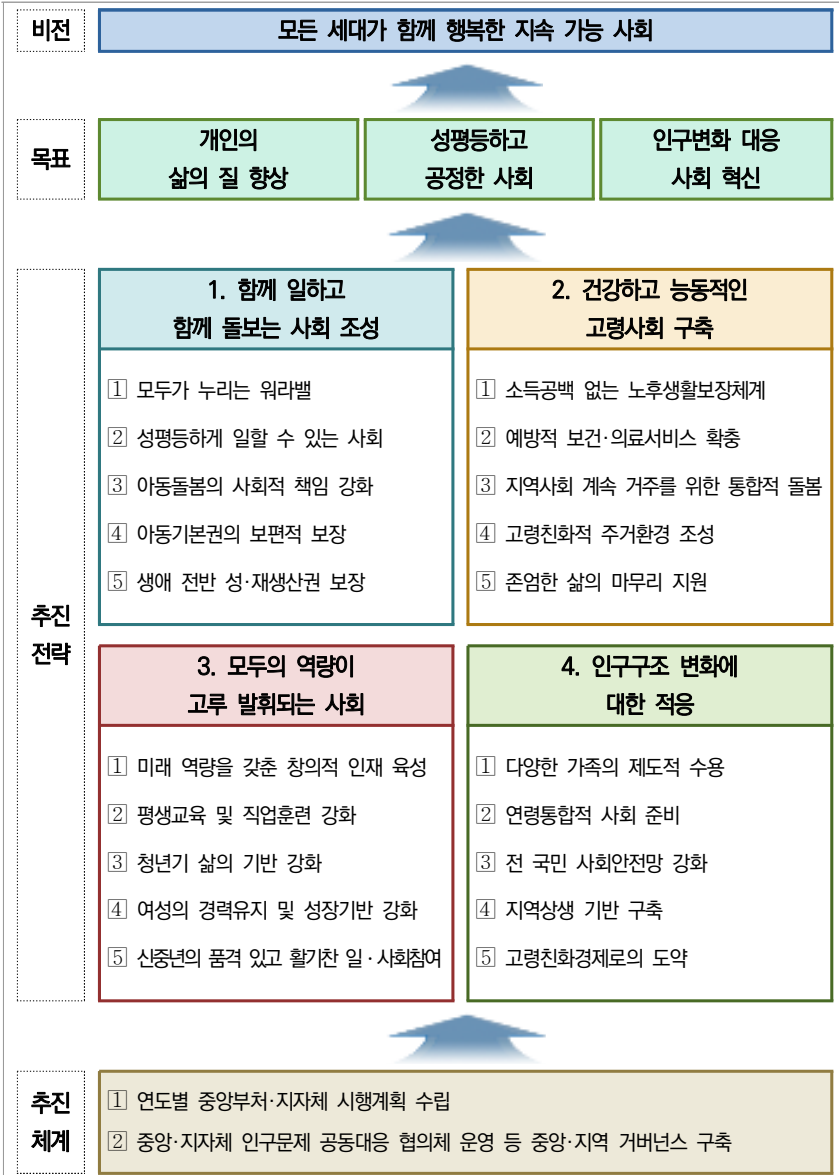 비전
모든 세대가 함께 행복한 지속 가능 사회
목표
개인의
삶의 질 향상
성평등하고
공정한 사회
인구변화 대응
사회 혁신
추진
전략
1. 함께 일하고
함께 돌보는 사회 조성
1 모두가 누리는 워라밸
2 성평등하게 일할 수 있는 사회
3 아동돌봄의 사회적 책임 강화
4 아동기본권의 보편적 보장
5 생애 전반 성·재생산권 보장
2. 건강하고 능동적인
고령사회 구축
1 소득공백 없는 노후생활보장체계
2 예방적 보건·의료서비스 확충
3 지역사회 계속 거주를 위한 통합적 돌봄
4 고령친화적 주거환경 조성
5 존엄한 삶의 마무리 지원
3. 모두의 역량이
고루 발휘되는 사회
1 미래 역량을 갖춘 창의적 인재 육성
2 평생교육 및 직업훈련 강화
3 청년기 삶의 기반 강화
4 여성의 경력유지 및 성장기반 강화
5 신중년의 품격 있고 활기찬 일·사회참여
4. 인구구조 변화에
대한 적응
1 다양한 가족의 제도적 수용
2 연령통합적 사회 준비
3 전 국민 사회안전망 강화
4 지역상생 기반 구축
5 고령친화경제로의 도약
추진
체계
1 연도별 중앙부처·지자체 시행계획 수립
2 중앙·지자체 인구문제 공동대응 협의체 운영 등 중앙·지역 거버넌스 구축